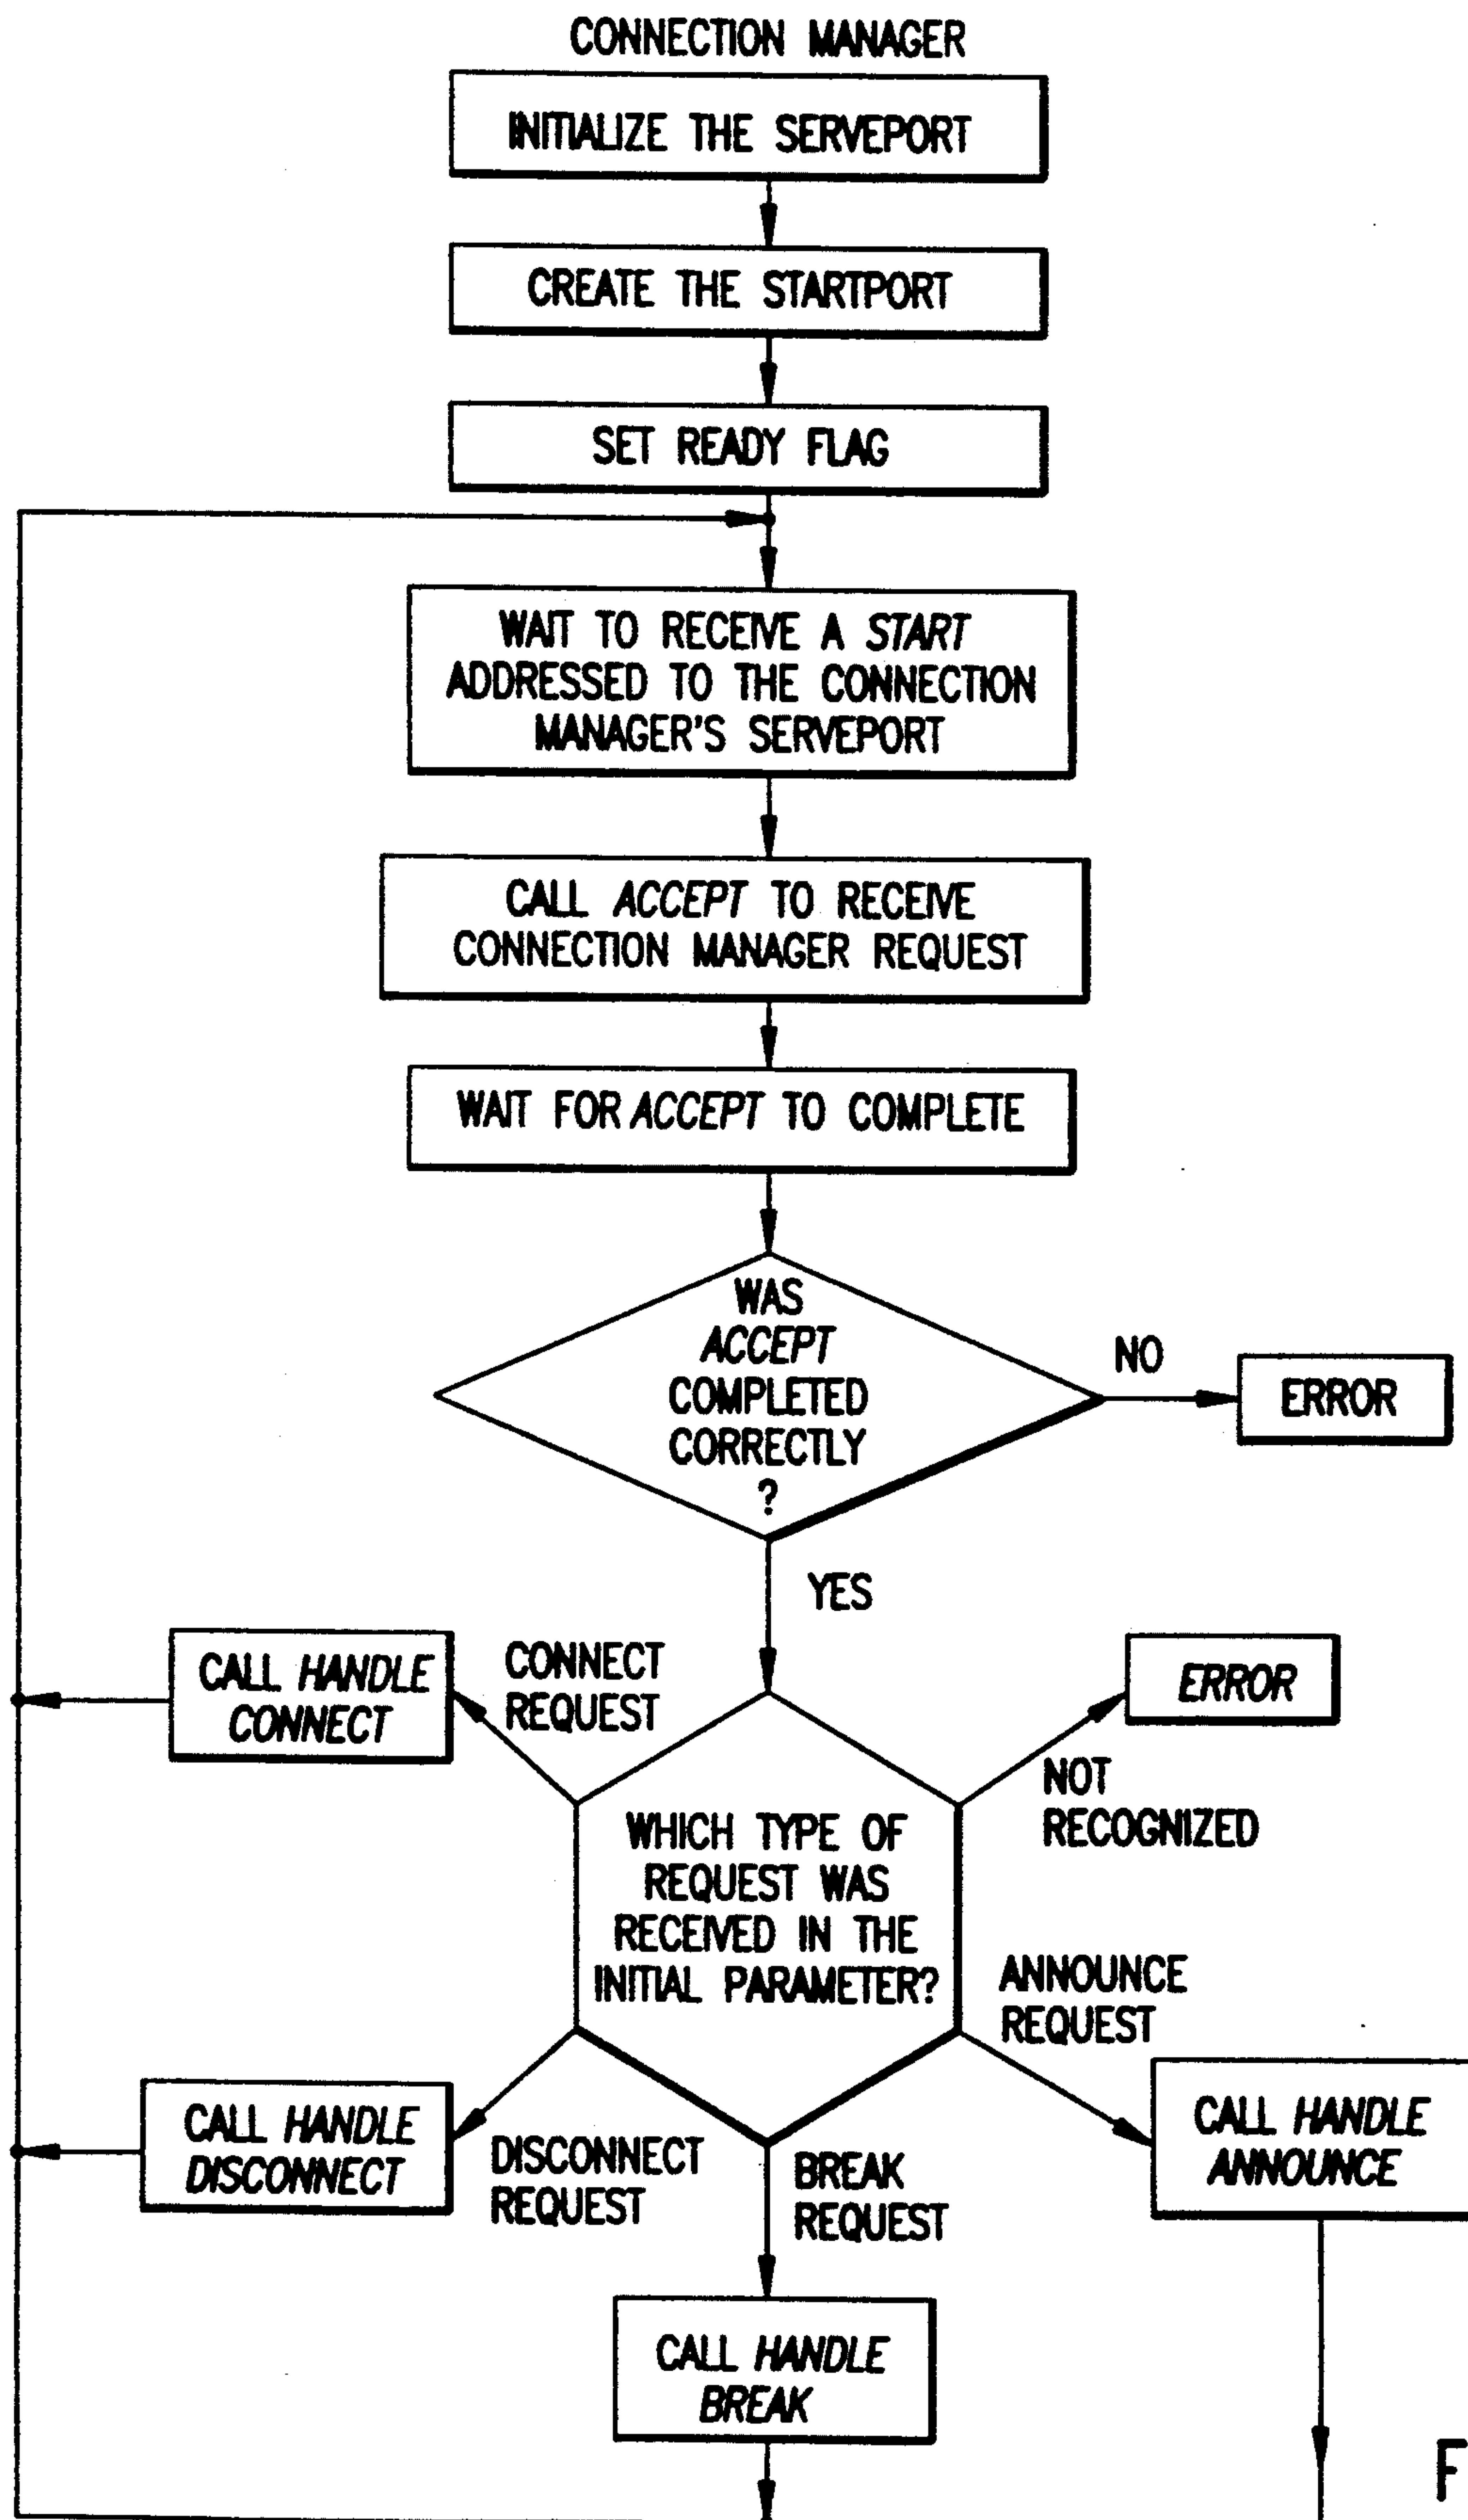 CONNECTION MANAGER
INITIALIZE THE SERVEPORT
CREATE THE STARTPORT
SET READY FLAG
WAIT TO RECEIVE A START
ADDRESSED TO THE CONNECTION
MANAGER'S SERVEPORT
CALL ACCEPT TO RECEIVE
CONNECTION MANAGER REQUEST
WAIT FOR ACCEPT TO COMPLETE
WAS
ACCEPT
COMPLETED
CORRECTLY
?
NO
ERROR
YES
CALL HANDLE
CONNECT
CONNECT
REQUEST
ERROR
NOT
RECOGNIZED
WHICH TYPE OF
REQUEST WAS
RECEIVED IN THE
INITIAL PARAMETER?
ANNOUNCE
REQUEST
CALL HANDLE
DISCONNECT
DISCONNECT
REQUEST
BREAK
REQUEST
CALL HANDLE
ANNOUNCE
CALL HANDLE
BREAK
F